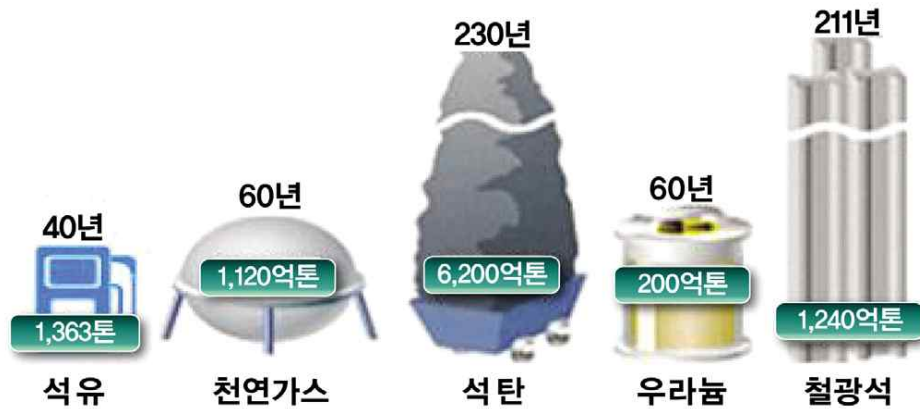 40년
1,363톤
석유
60년
1,120억톤
천연가스
230년
6,200억톤
석탄
60년
200억톤
우라늄
211년
1,240억톤
철광석